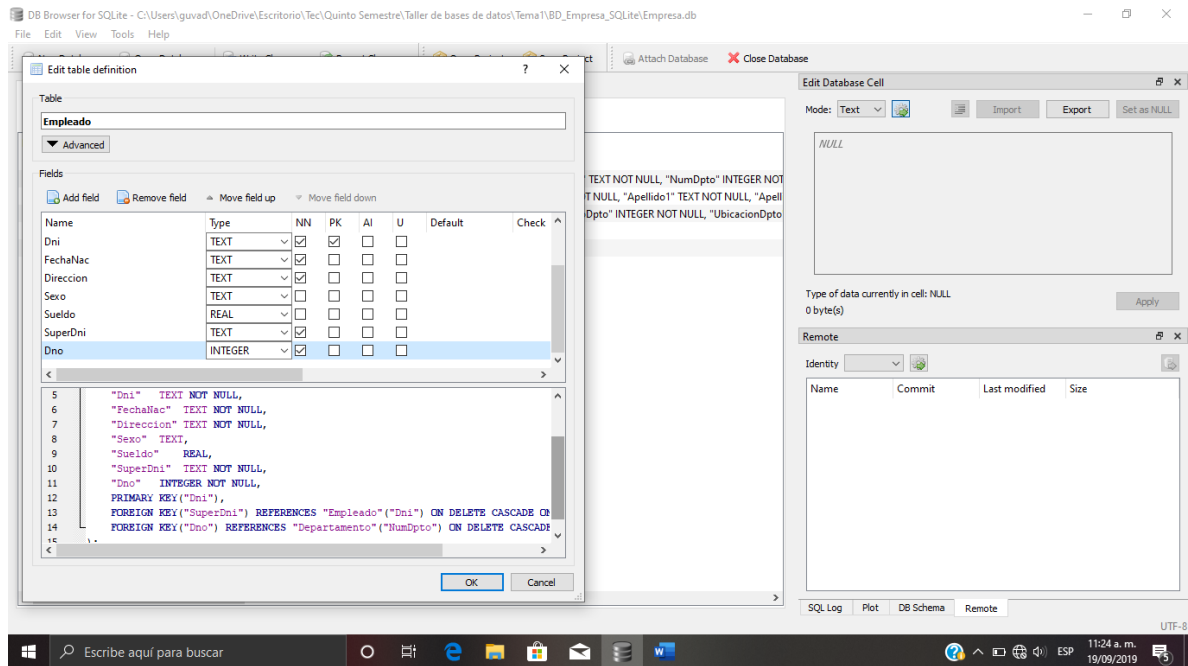 DB Browser for SQLite - C:\Users\guvad\OneDrive\Escritorio\Tec\Quinto Semestre\Taller de bases de datos\Tema1\BD_Empresa_SQLite\Empresa.db
File Edit View Tools Help
Attach Database Close Database
Edit table definition ? ×
Table
Empleado
Advanced
Fields
Add field Remove field Move field up Move field down
Name Type NN PK AI U Default Check
Dni TEXT
FechaNac TEXT
Direccion TEXT
Sexo TEXT
Sueldo REAL
SuperDni TEXT
Dno INTEGER
5 "Dni" TEXT NOT NULL,
6 "FechaNac" TEXT NOT NULL,
7 "Direccion" TEXT NOT NULL,
8 "Sexo" TEXT,
9 "Sueldo" REAL,
10 "SuperDni" TEXT NOT NULL,
11 "Dno" INTEGER NOT NULL,
12 PRIMARY KEY("Dni"),
13 FOREIGN KEY("SuperDni") REFERENCES "Empleado"("Dni") ON DELETE CASCADE ON
14 FOREIGN KEY("Dno") REFERENCES "Departamento"("NumDpto") ON DELETE CASCADE
15 );
OK Cancel
" TEXT NOT NULL, "NumDpto" INTEGER NOT
T NULL, "Apellido1" TEXT NOT NULL, "Apell
Dpto" INTEGER NOT NULL, "UbicacionDpto
Edit Database Cell
Mode: Text Import Export Set as NULL
NULL
Type of data currently in cell: NULL
0 byte(s)
Apply
Remote
Identity
Name Commit Last modified Size
SQL Log Plot DB Schema Remote
UTF-8
Escribe aquí para buscar
ESP
11:24 a. m.
19/09/2019
5